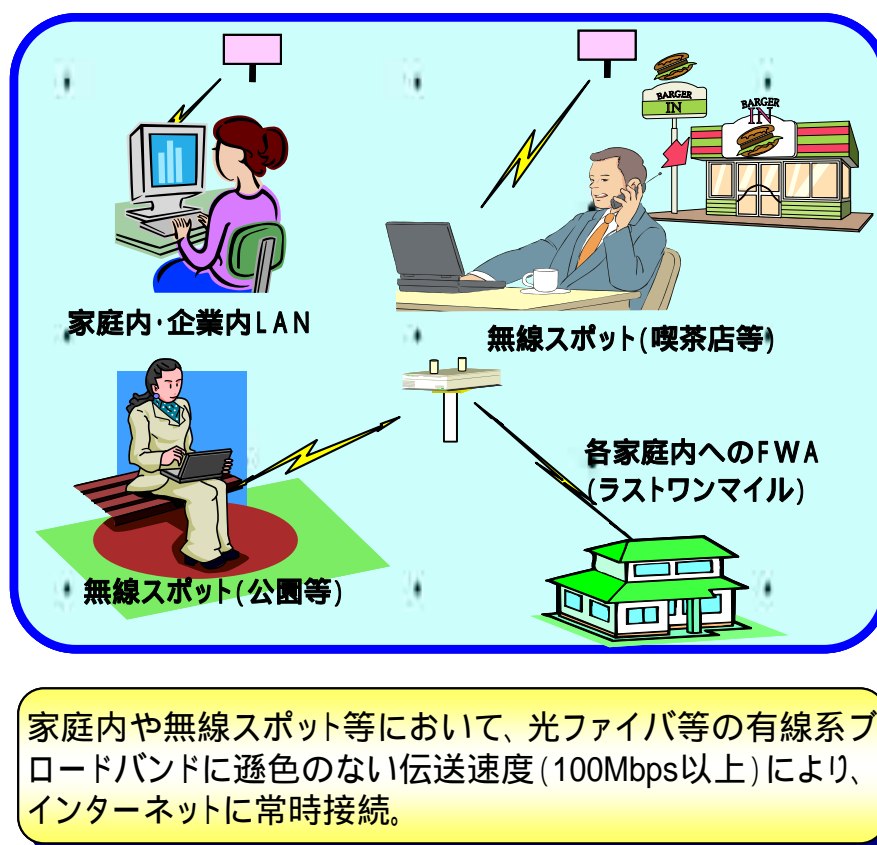 BARGER
IN
BARGER
IN
家庭内･企業内LAN
無線スポット(喫茶店等)
各家庭内へのFWA
(ラストワンマイル)
無線スポット(公園等)
家庭内や無線スポット等において、光ファイバ等の有線系ブ
ロードバンドに遜色のない伝送速度(100Mbps以上)により、
インターネットに常時接続。